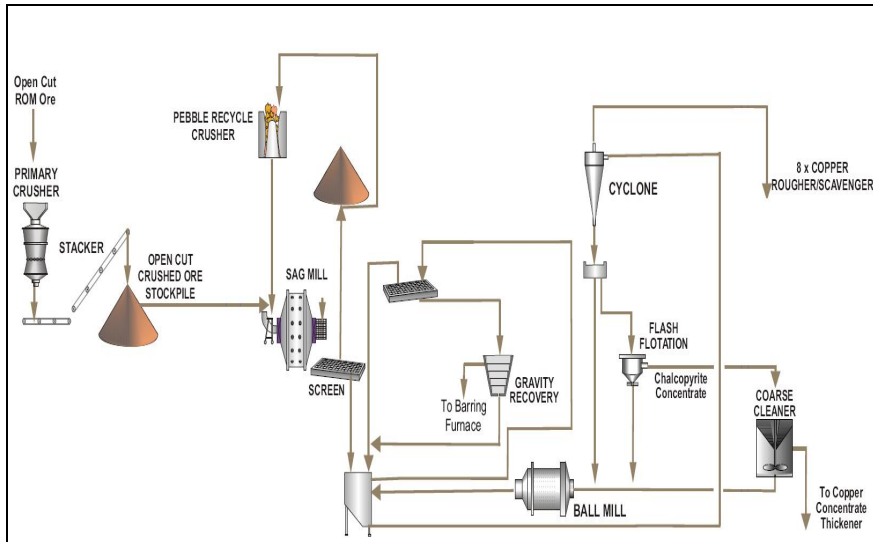 Open Cut
ROM Ore
PRIMARY
CRUSHER
STACKER
OPEN CUT
CRUSHED ORE
STOCKPILE
PEBBLE RECYCLE
CRUSHER
SAG MILL
SCREEN
GRAVITY
RECOVERY
To Barring
Furnace
CYCLONE
8 x COPPER
ROUGHER/SCAVENGER
FLASH
FLOTATION
Chalcopyrite
Concentrate
COARSE
CLEANER
BALL MILL
To Copper
Concentrate
Thickener